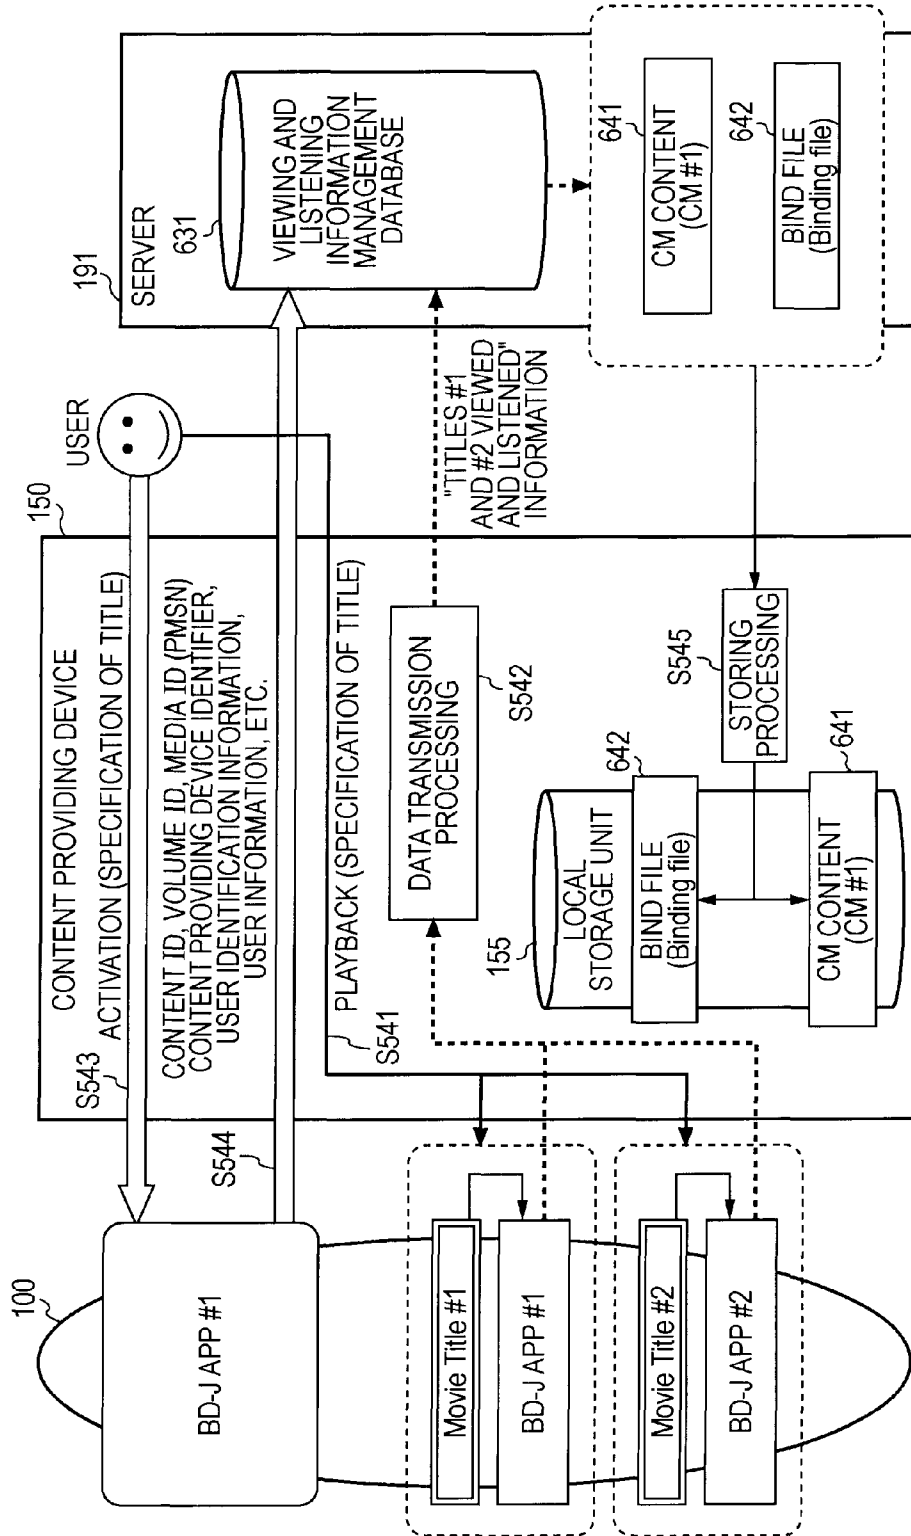 100
BD-J APP #1
Movie Title #1
BD-J APP #1
Movie Title #2
BD-J APP #2
S543
S544
150
CONTENT PROVIDING DEVICE
ACTIVATION (SPECIFICATION OF TITLE)
CONTENT ID, VOLUME ID, MEDIA ID (PMSN)
CONTENT PROVIDING DEVICE IDENTIFIER,
USER IDENTIFICATION INFORMATION,
USER INFORMATION, ETC.
PLAYBACK (SPECIFICATION OF TITLE)
S541
DATA TRANSMISSION
PROCESSING
S542
155
LOCAL
STORAGE UNIT
642
BIND FILE
(Binding file)
641
CM CONTENT
(CM #1)
S545
STORING
PROCESSING
USER
"TITLES #1
AND #2 VIEWED
AND LISTENED"
INFORMATION
191
SERVER
631
VIEWING AND
LISTENING
INFORMATION
MANAGEMENT
DATABASE
641
CM CONTENT
(CM #1)
642
BIND FILE
(Binding file)